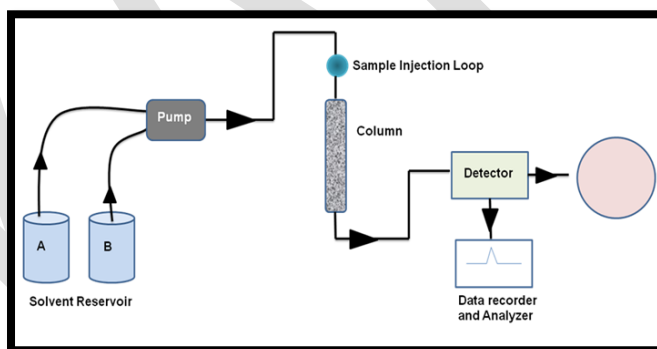 Sample Injection Loop
Pump
Column
Detector
A
B
Solvent Reservoir
Data recorder
and Analyzer